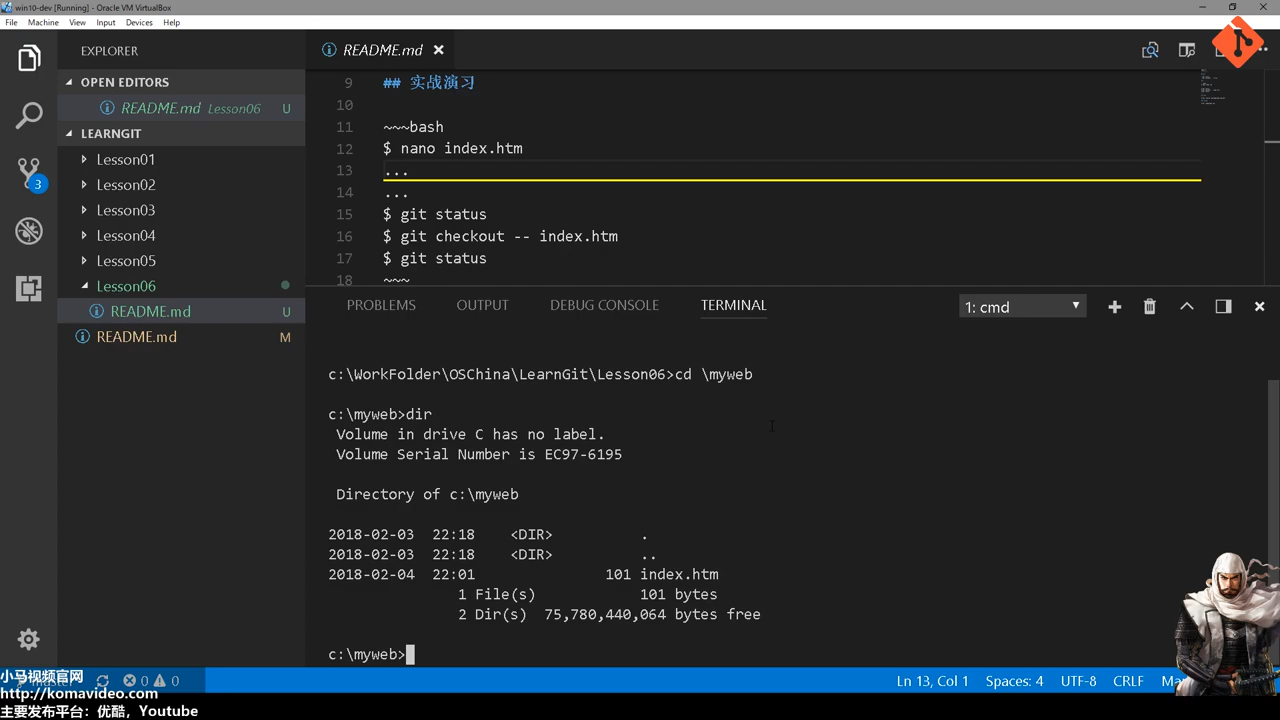 win10-dev [Running] - Oracle VM VirtualBox
File Machine View Input Devices Help
EXPLORER
OPEN EDITORS
README.md Lesson06 U
LEARNGIT
Lesson01
Lesson02
Lesson03
Lesson04
Lesson05
Lesson06
README.md U
README.md M
3
README.md
9 ## 实战演习
10
11 ~~~bash
12 $ nano index.htm
13 ...
14 ...
15 $ git status
16 $ git checkout -- index.htm
17 $ git status
18 ~~~
PROBLEMS OUTPUT DEBUG CONSOLE TERMINAL 1: cmd
c:\WorkFolder\OSChina\LearnGit\Lesson06>cd \myweb
c:\myweb>dir
Volume in drive C has no label.
Volume Serial Number is EC97-6195
Directory of c:\myweb
2018-02-03 22:18 <DIR> .
2018-02-03 22:18 <DIR> ..
2018-02-04 22:01 101 index.htm
1 File(s) 101 bytes
2 Dir(s) 75,780,440,064 bytes free
c:\myweb>
0 0 Ln 13, Col 1 Spaces: 4 UTF-8 CRLF
小马视频官网
http://komavideo.com
主要发布平台：优酷，Youtube